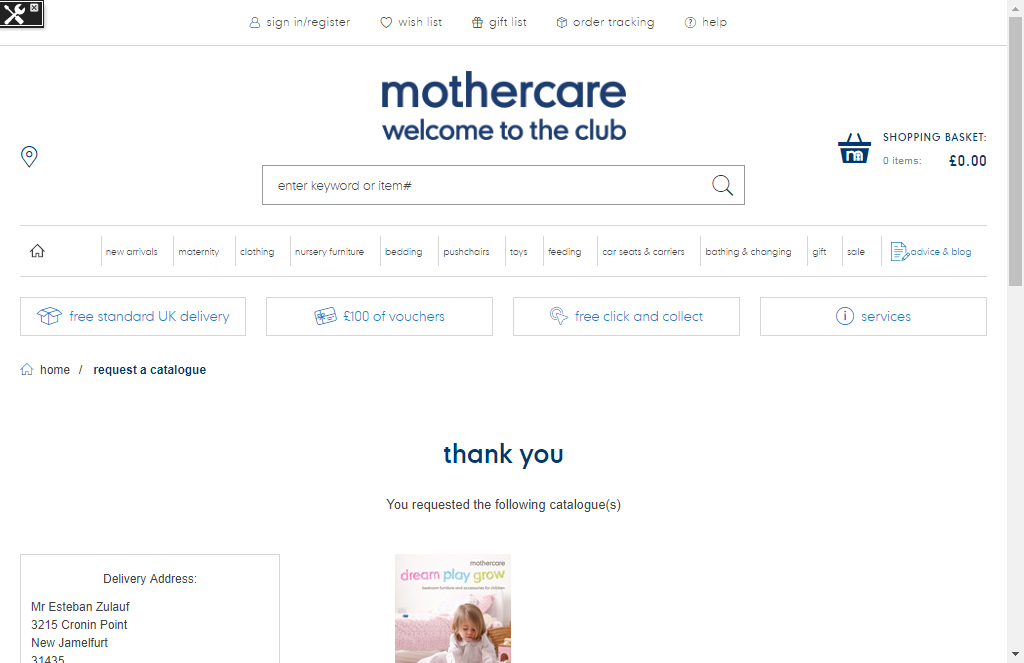 sign in/register wish list gift list order tracking help
mothercare
welcome to the club
SHOPPING BASKET:
0 items: £0.00
enter keyword or item#
new arrivals maternity clothing nursery furniture bedding pushchairs toys feeding car seats & carriers bathing & changing gift sale advice & blog
free standard UK delivery £100 of vouchers free click and collect services
home / request a catalogue
thank you
You requested the following catalogue(s)
Delivery Address:
Mr Esteban Zulauf
3215 Cronin Point
New Jamelfurt
31435
mothercare
dream play grow
bedroom furniture and accessories for children